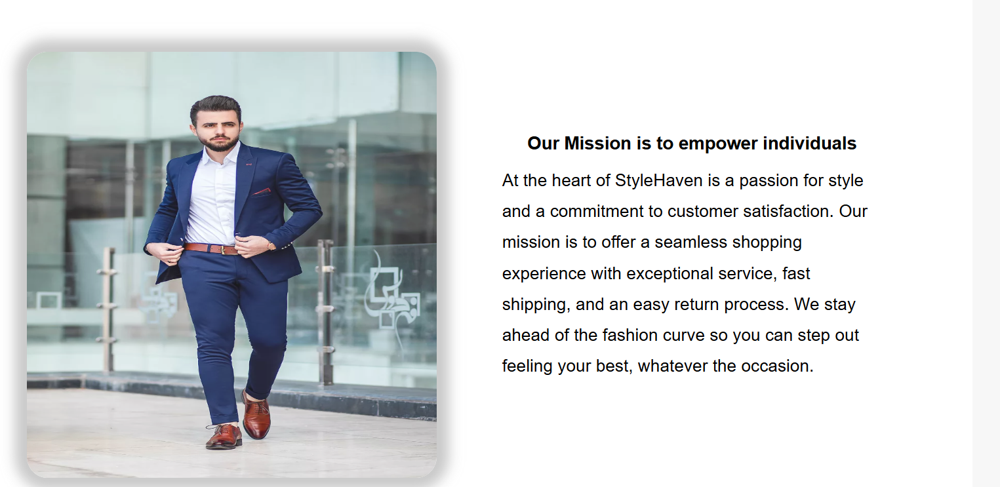 Our Mission is to empower individuals
At the heart of StyleHaven is a passion for style
and a commitment to customer satisfaction. Our
mission is to offer a seamless shopping
experience with exceptional service, fast
shipping, and an easy return process. We stay
ahead of the fashion curve so you can step out
feeling your best, whatever the occasion.